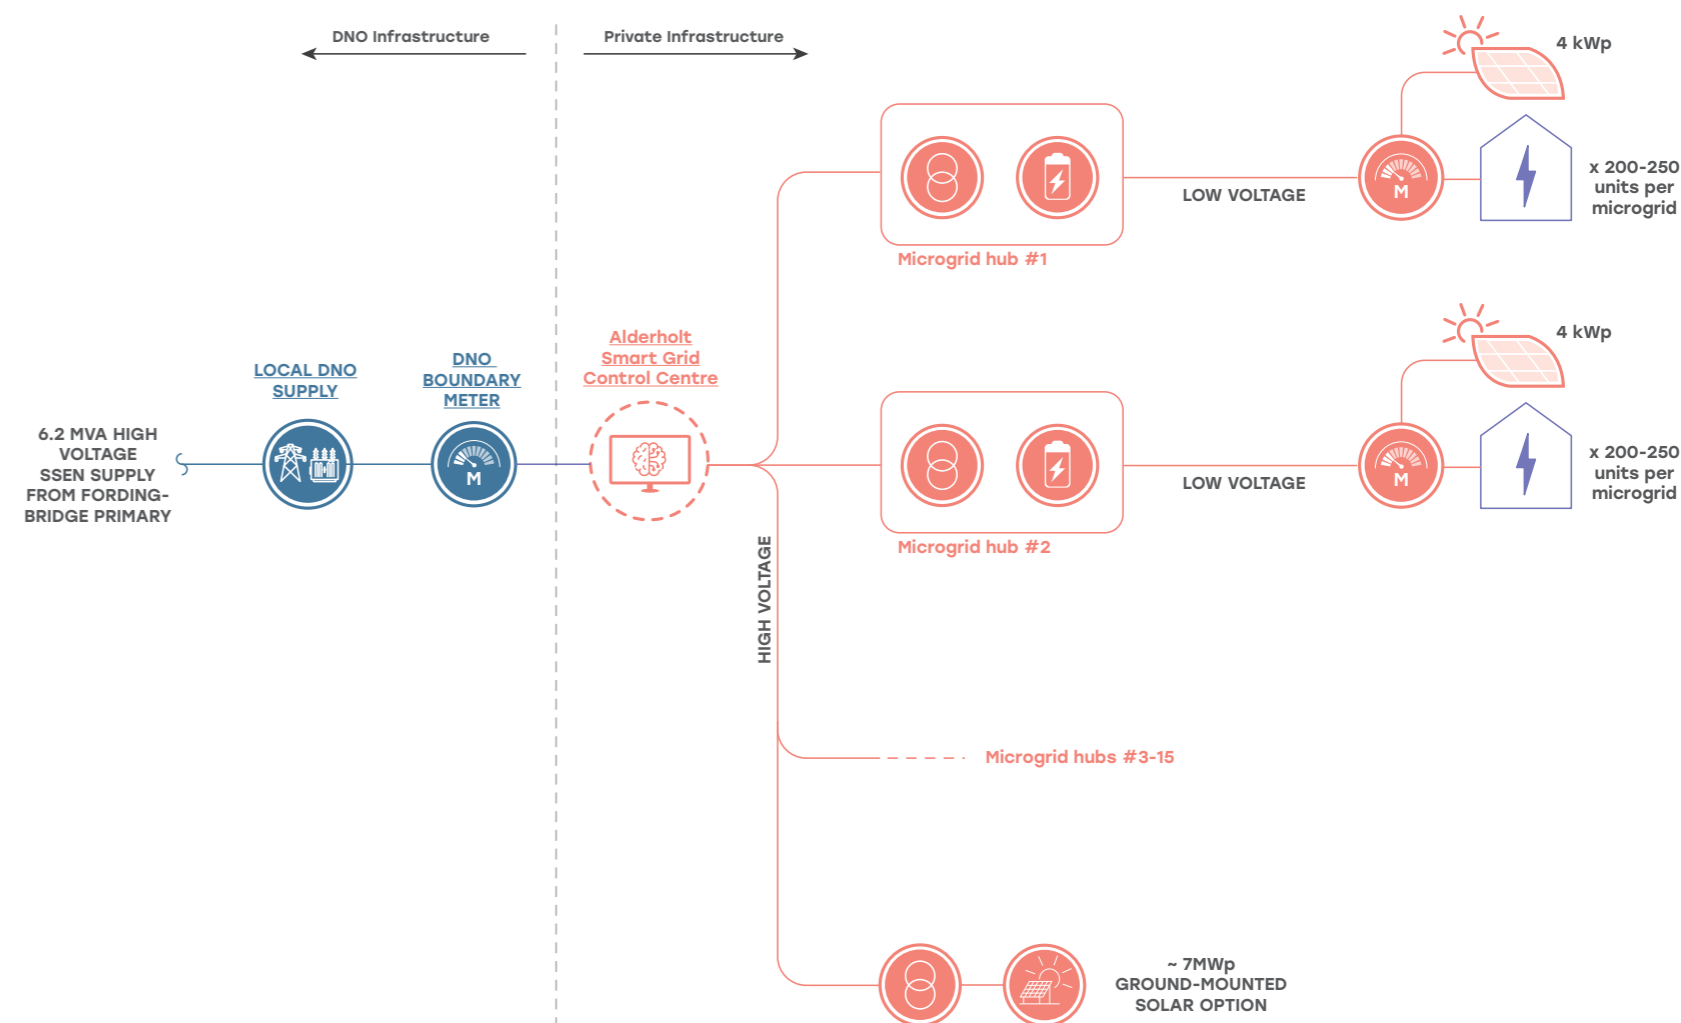 DNO Infrastructure
Private Infrastructure
4 kWp
M
x 200-250
units per
microgrid
LOW VOLTAGE
Microgrid hub #1
Alderholt
Smart Grid
Control Centre
LOCAL DNO
SUPPLY
DNO
BOUNDARY
METER
6.2 MVA HIGH
VOLTAGE
SSEN SUPPLY
FROM FORDING-
BRIDGE PRIMARY
M
4 kWp
M
x 200-250
units per
microgrid
LOW VOLTAGE
Microgrid hub #2
HIGH VOLTAGE
Microgrid hubs #3-15
~ 7MWp
GROUND-MOUNTED
SOLAR OPTION